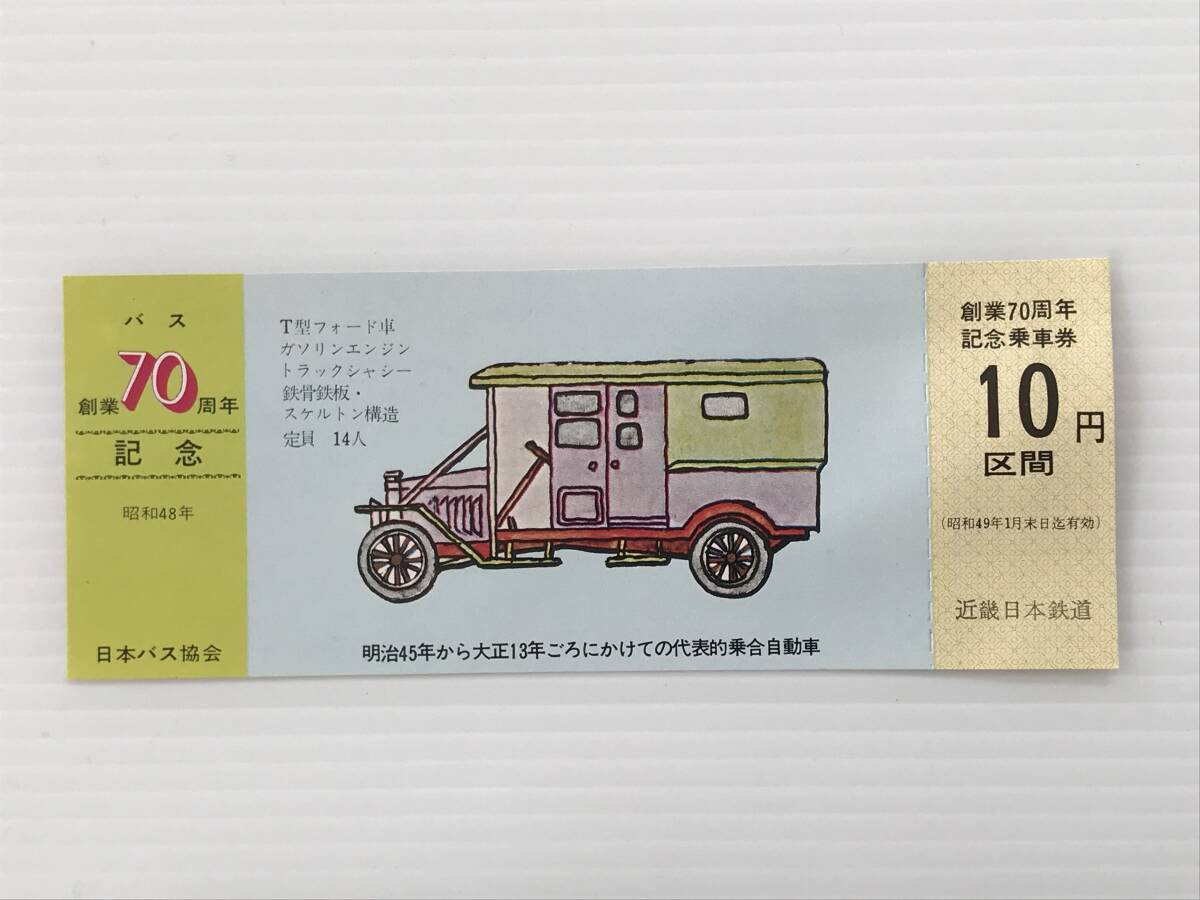 バス
創業70周年
記念
昭和48年
日本バス協会
T型フォード車
ガソリンエンジン
トラックシャシー
鉄骨鉄板・
スケルトン構造
定員 14人
明治45年から大正13年ごろにかけての代表的乗合自動車
創業70周年
記念乗車券
10円
区間
(昭和49年1月末日迄有効)
近畿日本鉄道